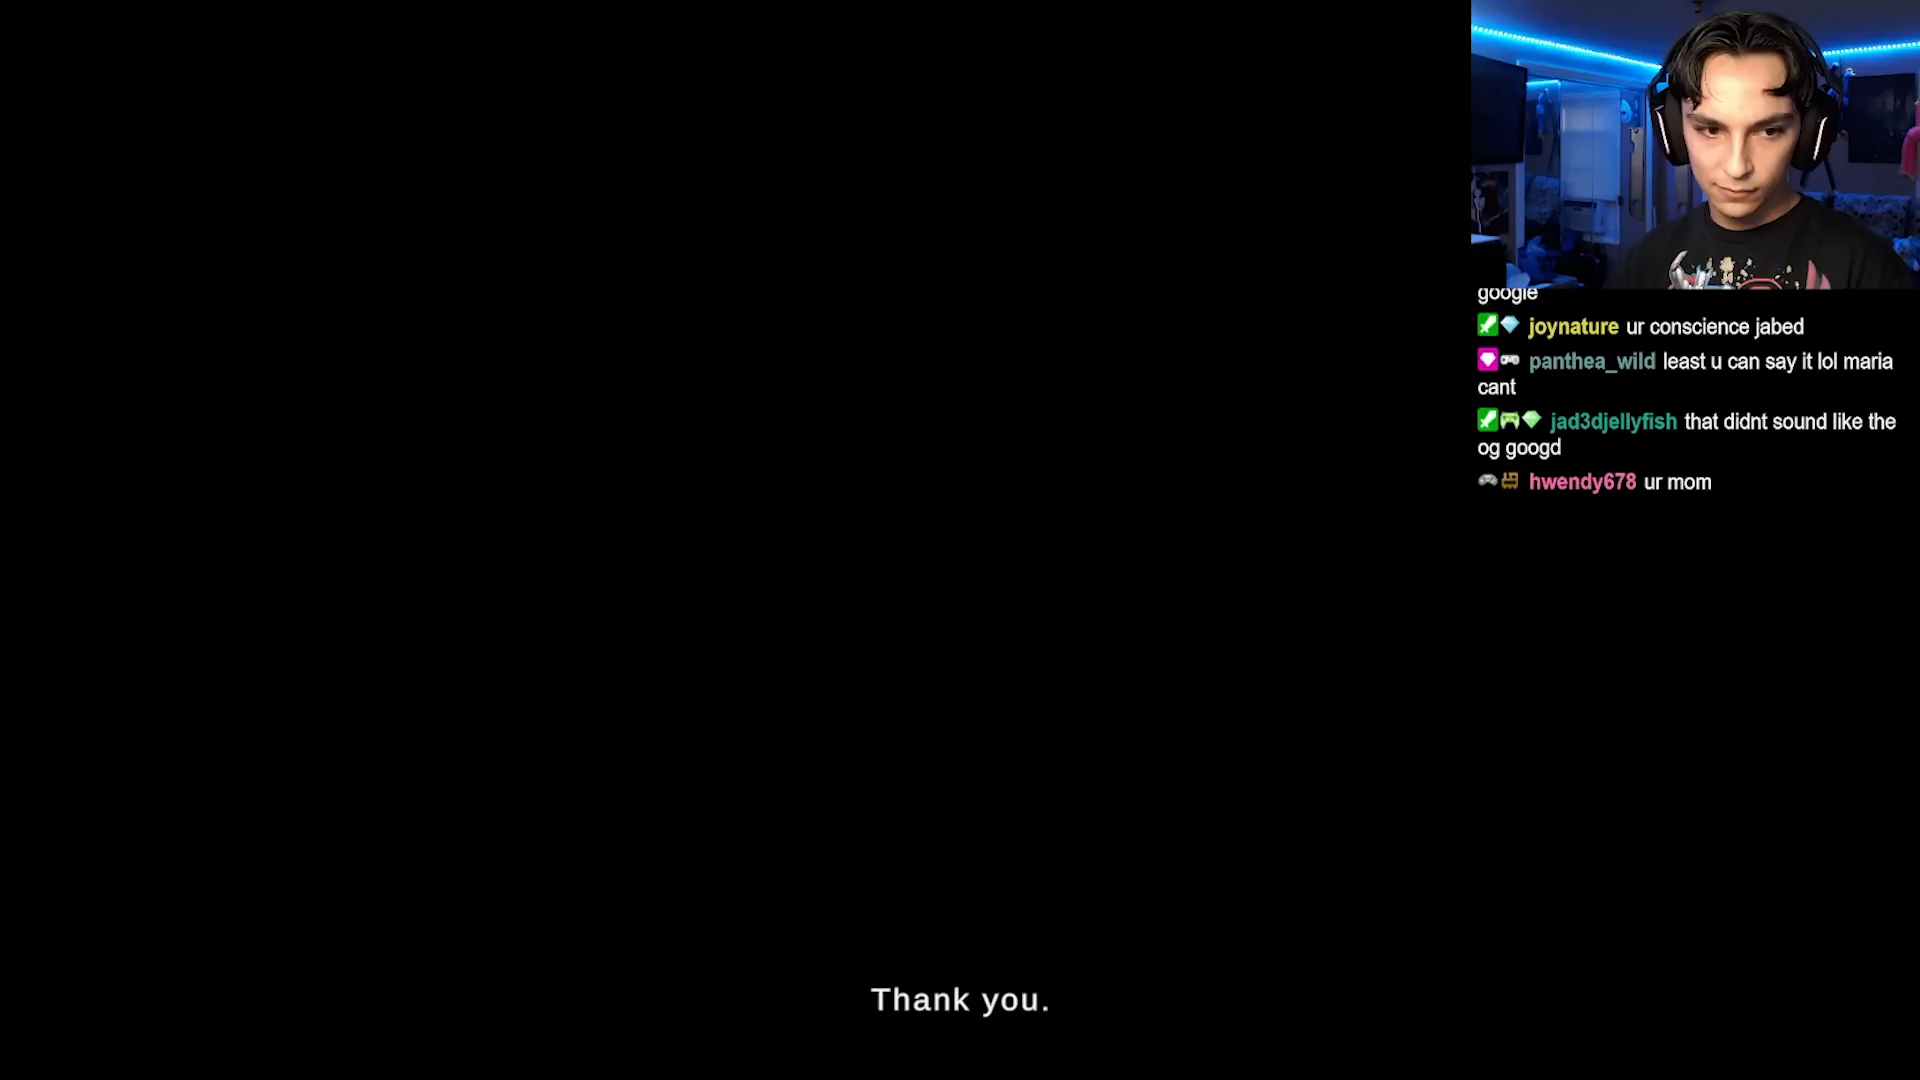 google
joynature ur conscience jabed
panthea_wild least u can say it lol maria
cant
jad3djellyfish that didnt sound like the
og googd
hwendy678 ur mom
Thank you.